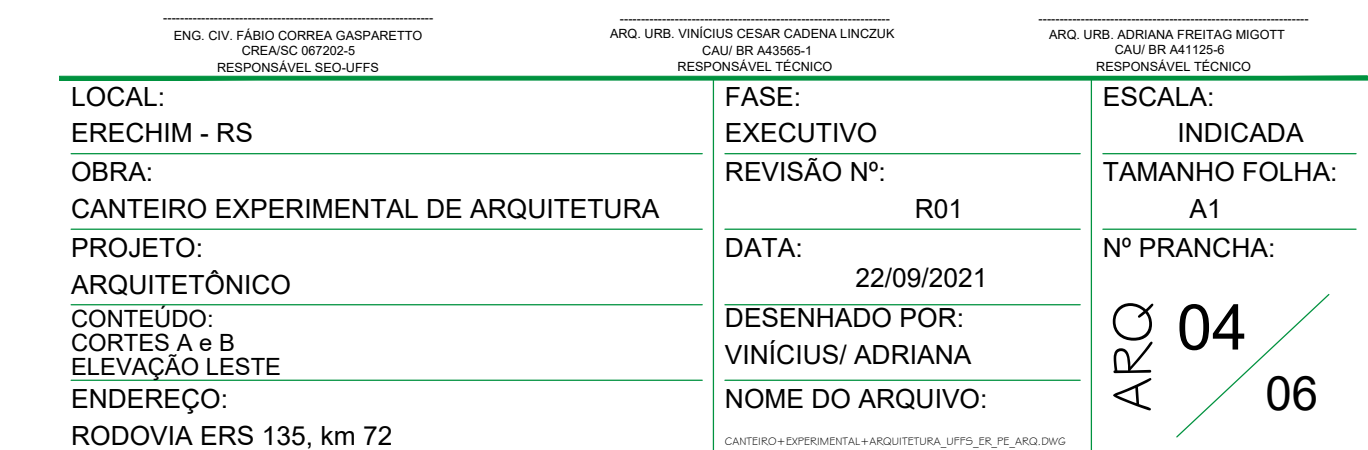 ENG. CIV. FÁBIO CORREA GASPARETTO
CREA/SC 067202-5
RESPONSÁVEL SEO-UFFS
ARQ. URB. VINÍCIUS CESAR CADENA LINCZUK
CAU/ BR A43565-1
RESPONSÁVEL TÉCNICO
ARQ. URB. ADRIANA FREITAG MIGOTT
CAU/ BR A41125-6
RESPONSÁVEL TÉCNICO
LOCAL:
ERECHIM - RS
FASE:
EXECUTIVO
ESCALA:
INDICADA
OBRA:
CANTEIRO EXPERIMENTAL DE ARQUITETURA
REVISÃO Nº:
R01
TAMANHO FOLHA:
A1
PROJETO:
ARQUITETÔNICO
DATA:
22/09/2021
Nº PRANCHA:
ARQ
04
06
CONTEÚDO:
CORTES A e B
ELEVAÇÃO LESTE
DESENHADO POR:
VINÍCIUS/ ADRIANA
ENDEREÇO:
RODOVIA ERS 135, km 72
NOME DO ARQUIVO:
CANTEIRO+EXPERIMENTAL+ARQUITETURA_UFFS_ER_PE_ARQ.DWG